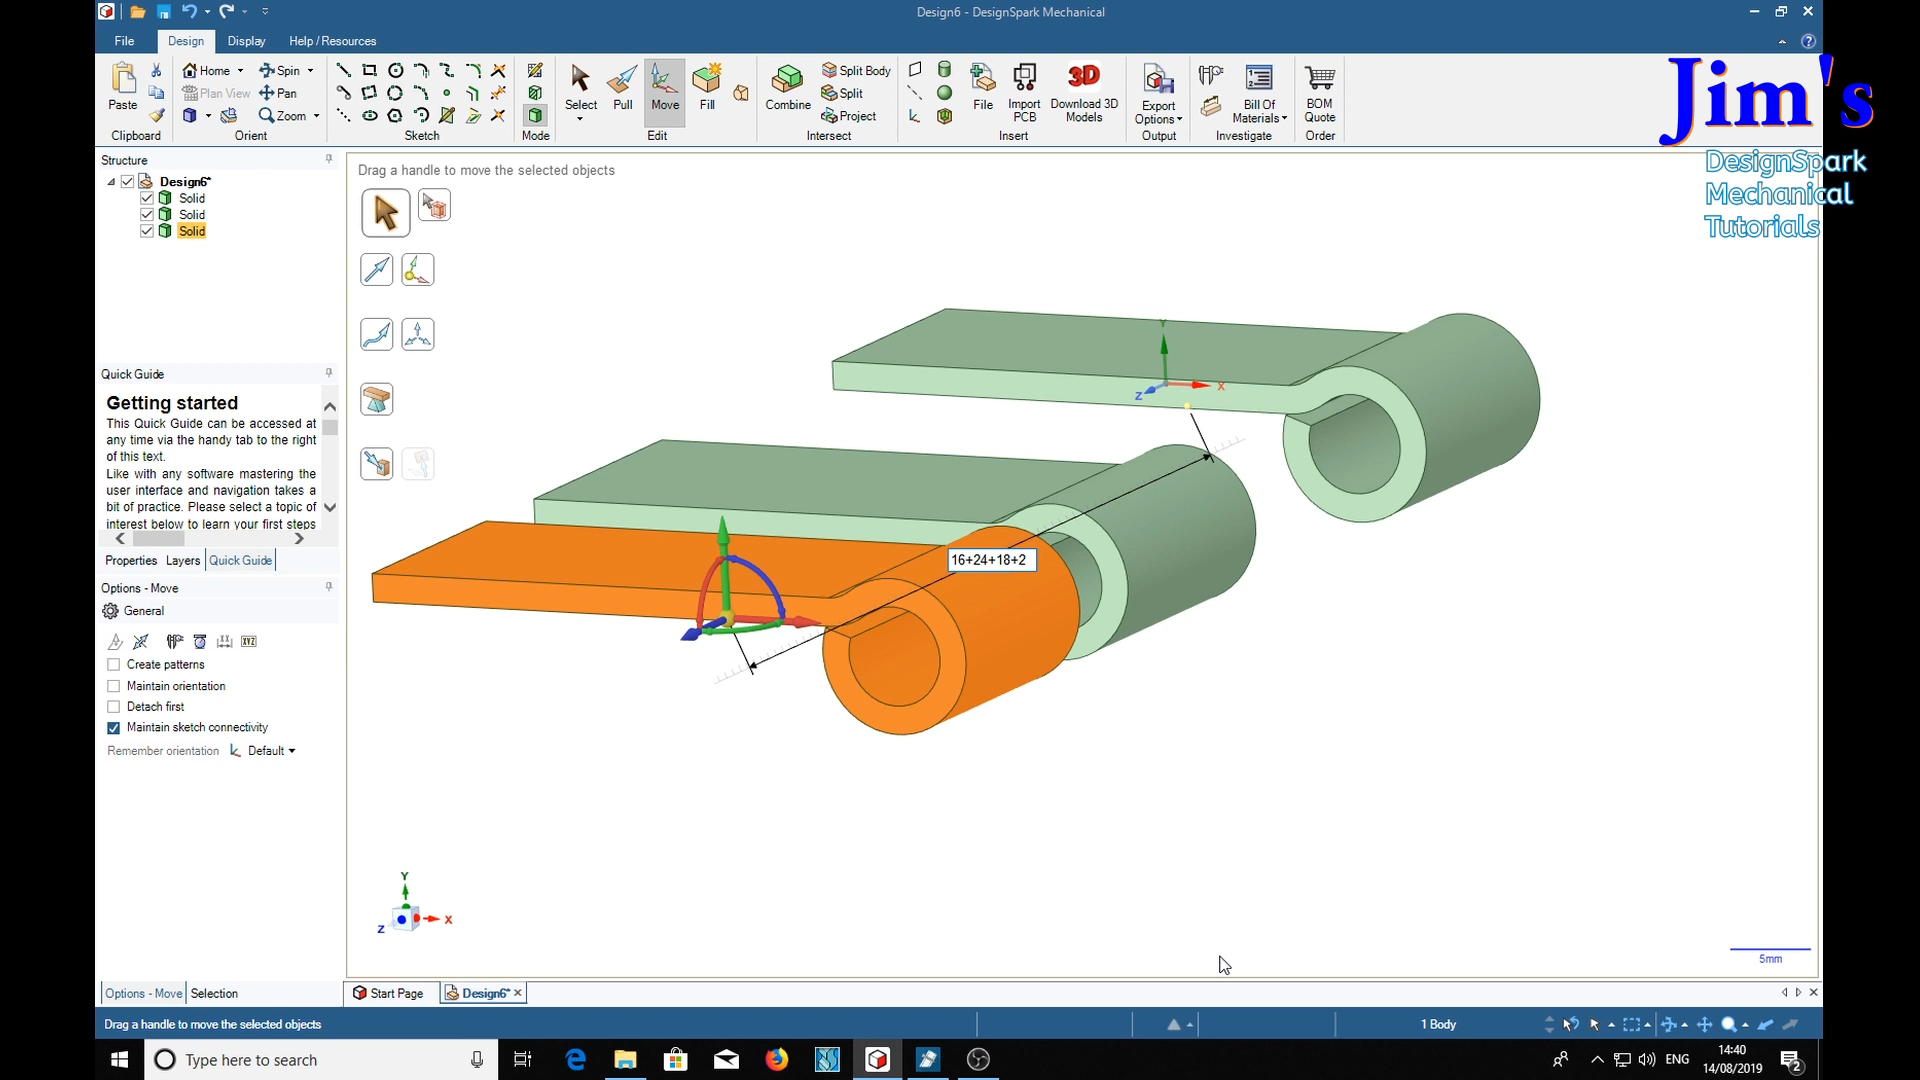 Design6 - DesignSpark Mechanical
File
Design
Display
Help / Resources
Jim's
DesignSpark
Mechanical
Tutorials
Paste
Clipboard
Home
Plan View
Spin
Pan
Zoom
Orient
Sketch
Mode
Select
Pull
Move
Fill
Edit
Combine
Split Body
Split
Project
Intersect
File
Import
PCB
Download 3D
Models
Insert
Export
Options
Output
Bill Of
Materials
Investigate
BOM
Quote
Order
3D
Structure
Design6*
Solid
Solid
Solid
Drag a handle to move the selected objects
Quick Guide
Getting started
This Quick Guide can be accessed at
any time via the handy tab to the right
of this text.
Like with any software mastering the
user interface and navigation takes a
bit of practice. Please select a topic of
interest below to learn your first steps
Properties
Layers
Quick Guide
Options - Move
General
XYZ
Create patterns
Maintain orientation
Detach first
Maintain sketch connectivity
Remember orientation
Default
Y
X
Z
16+24+18+2
Y
X
Z
5mm
Options - Move
Selection
Start Page
Design6*
Drag a handle to move the selected objects
1 Body
Type here to search
ENG
14:40
14/08/2019
2